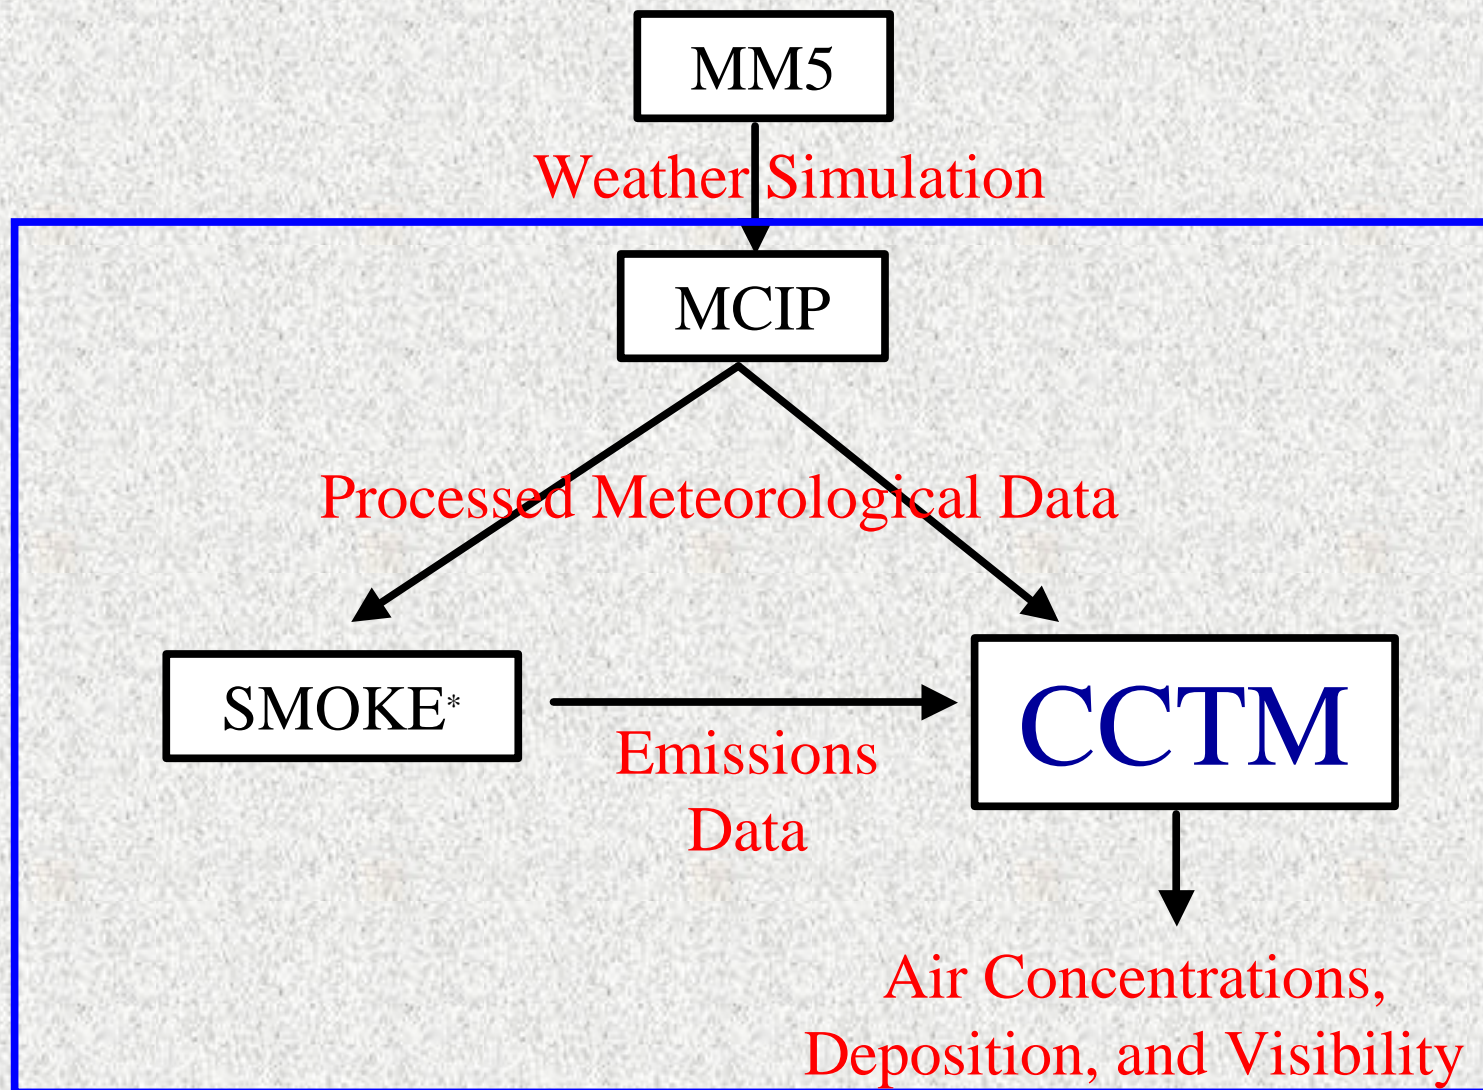 MM5
Weather Simulation
MCIP
Processed Meteorological Data
SMOKE*
CCTM
Emissions
Data
Air Concentrations,
Deposition, and Visibility